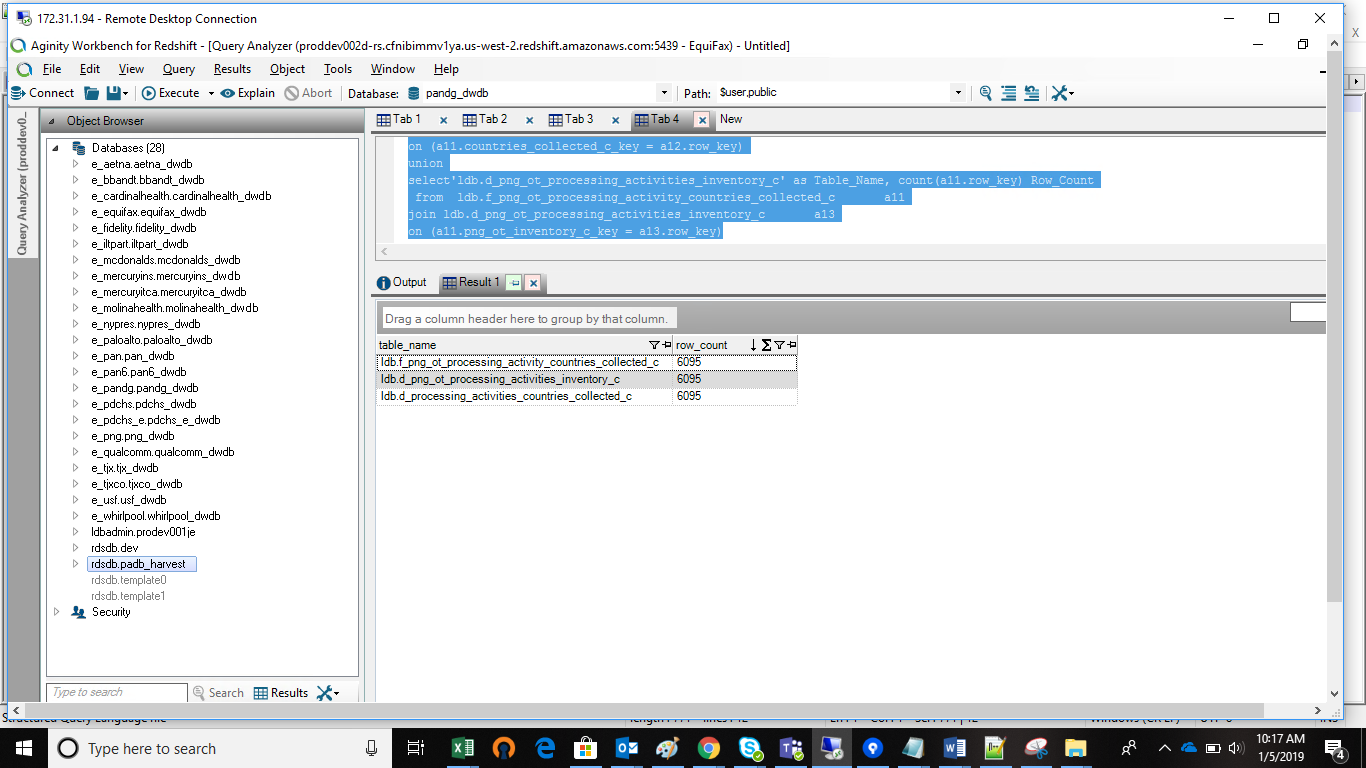 172.31.1.94 - Remote Desktop Connection
Aginity Workbench for Redshift - [Query Analyzer (proddev002d-rs.cfnibimmv1ya.us-west-2.redshift.amazonaws.com:5439 - EquiFax) - Untitled]
File Edit View Query Results Object Tools Window Help
Connect Execute Explain Abort Database: pandg_dwdb Path: $user,public
Query Analyzer (proddev0...
Object Browser
Tab 1 Tab 2 Tab 3 Tab 4 New
Databases (28)
e_aetna.aetna_dwdb
e_bbandt.bbandt_dwdb
e_cardinalhealth.cardinalhealth_dwdb
e_equifax.equifax_dwdb
e_fidelity.fidelity_dwdb
e_iltpart.iltpart_dwdb
e_mcdonalds.mcdonalds_dwdb
e_mercuryins.mercuryins_dwdb
e_mercuryitca.mercuryitca_dwdb
e_molinahealth.molinahealth_dwdb
e_nypres.nypres_dwdb
e_paloalto.paloalto_dwdb
e_pan.pan_dwdb
e_pan6.pan6_dwdb
e_pandg.pandg_dwdb
e_pdchs.pdchs_dwdb
e_pdchs_e.pdchs_e_dwdb
e_png.png_dwdb
e_qualcomm.qualcomm_dwdb
e_tjx.tjx_dwdb
e_tjxco.tjxco_dwdb
e_usf.usf_dwdb
e_whirlpool.whirlpool_dwdb
ldbadmin.prodev001je
rdsdb.dev
rdsdb.padb_harvest
rdsdb.template0
rdsdb.template1
Security
Type to search Search Results
on (a11.countries_collected_c_key = a12.row_key)
union
select'ldb.d_png_ot_processing_activities_inventory_c' as Table_Name, count(a11.row_key) Row_Count
from ldb.f_png_ot_processing_activity_countries_collected_c a11
join ldb.d_png_ot_processing_activities_inventory_c a13
on (a11.png_ot_inventory_c_key = a13.row_key)
Output Result 1
Drag a column header here to group by that column.
table_name row_count
ldb.f_png_ot_processing_activity_countries_collected_c 6095
ldb.d_png_ot_processing_activities_inventory_c 6095
ldb.d_processing_activities_countries_collected_c 6095
Type here to search
10:17 AM
1/5/2019
4